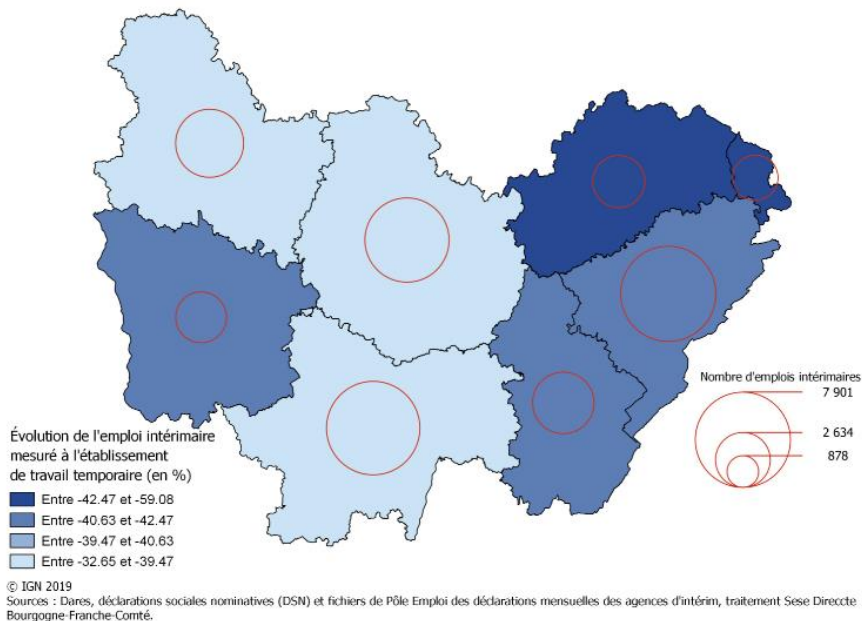 Nombre d'emplois intérimaires
7 901
2 634
878
Évolution de l'emploi intérimaire
mesuré à l'établissement
de travail temporaire (en %)
Entre -42.47 et -59.08
Entre -40.63 et -42.47
Entre -39.47 et -40.63
Entre -32.65 et -39.47
© IGN 2019
Sources : Dares, déclarations sociales nominatives (DSN) et fichiers de Pôle Emploi des déclarations mensuelles des agences d'intérim, traitement Sese Direccte
Bourgogne-Franche-Comté.